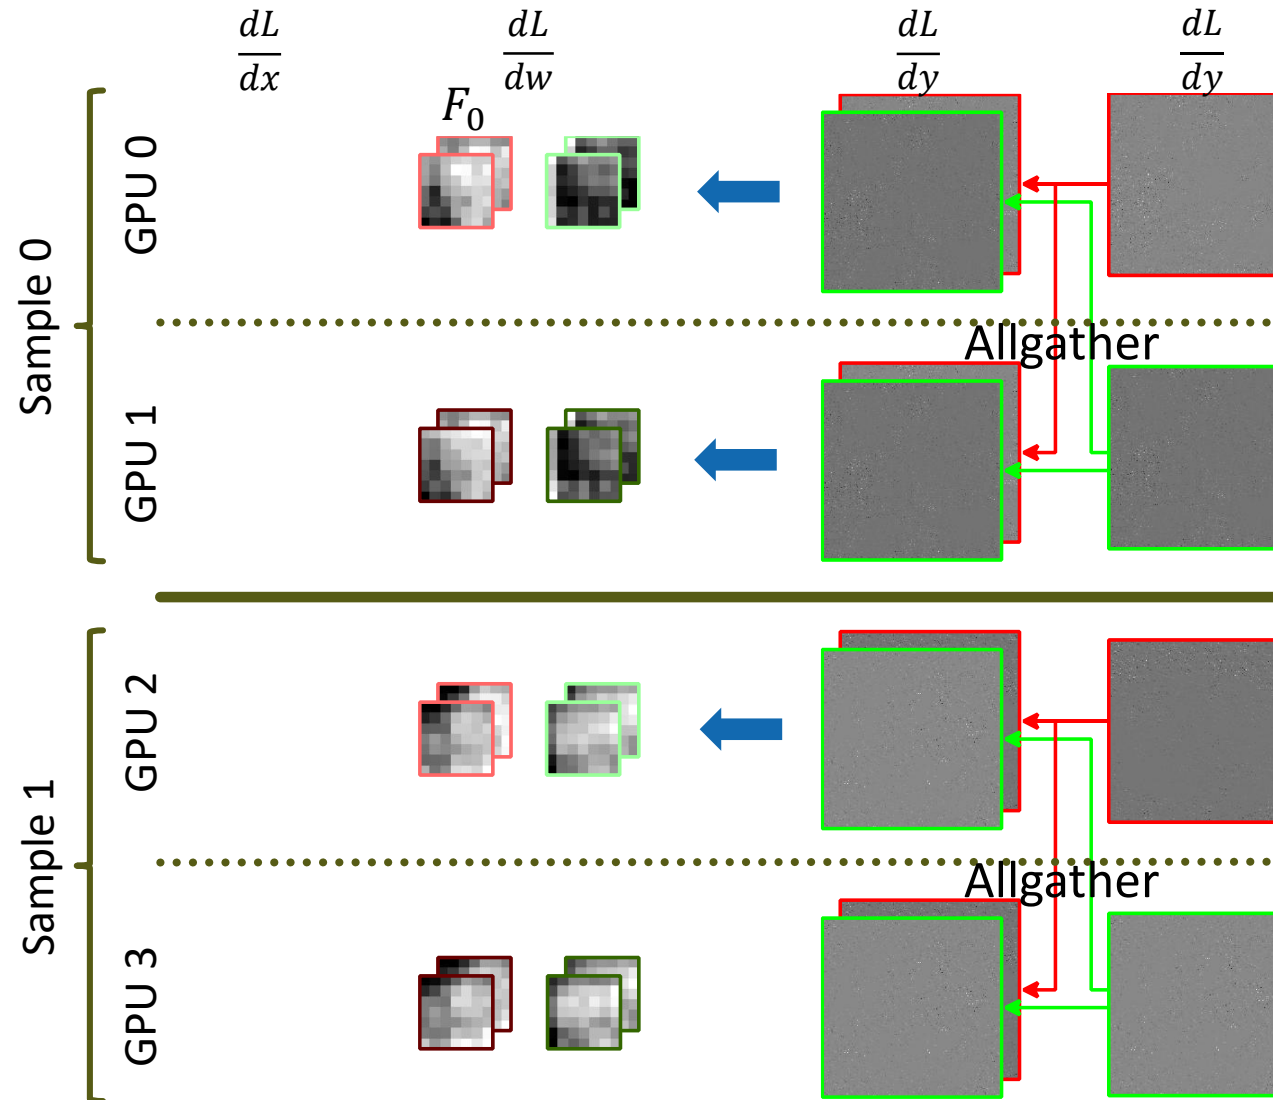 dL/dx dL/dw dL/dy dL/dy
F₀
Sample 0
GPU 0
Allgather
GPU 1
Sample 1
GPU 2
Allgather
GPU 3